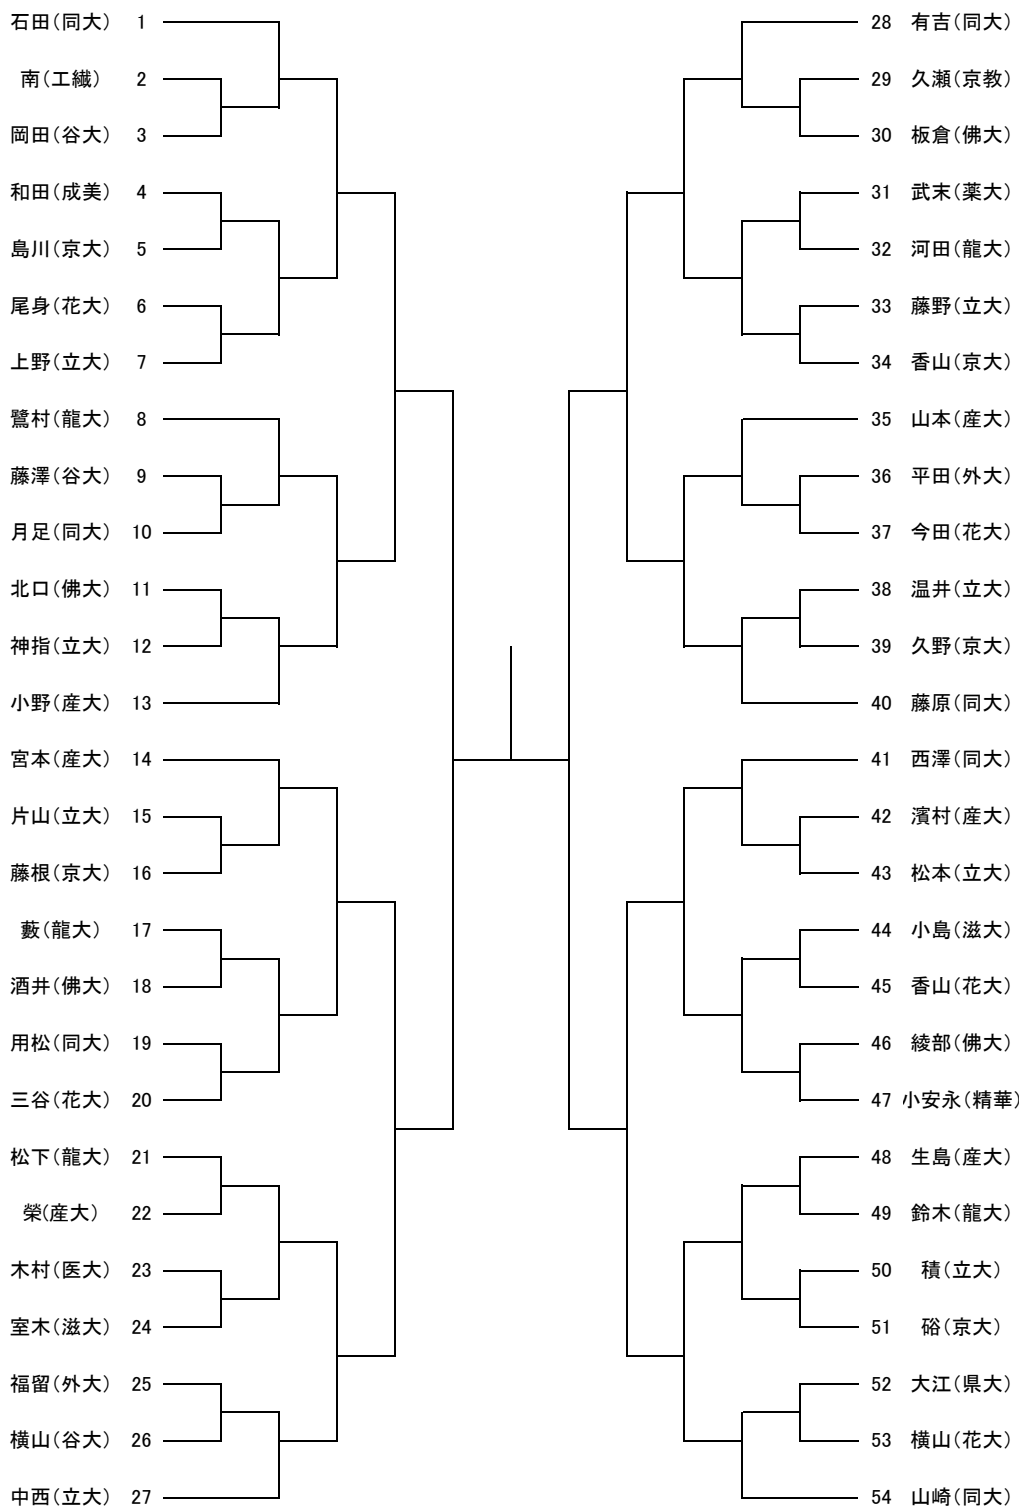 石田(同大) 1
南(工繊) 2
岡田(谷大) 3
和田(成美) 4
島川(京大) 5
尾身(花大) 6
上野(立大) 7
鷺村(龍大) 8
藤澤(谷大) 9
月足(同大) 10
北口(佛大) 11
神指(立大) 12
小野(産大) 13
宮本(産大) 14
片山(立大) 15
藤根(京大) 16
藪(龍大) 17
酒井(佛大) 18
用松(同大) 19
三谷(花大) 20
松下(龍大) 21
榮(産大) 22
木村(医大) 23
室木(滋大) 24
福留(外大) 25
横山(谷大) 26
中西(立大) 27
28 有吉(同大)
29 久瀬(京教)
30 板倉(佛大)
31 武末(薬大)
32 河田(龍大)
33 藤野(立大)
34 香山(京大)
35 山本(産大)
36 平田(外大)
37 今田(花大)
38 温井(立大)
39 久野(京大)
40 藤原(同大)
41 西澤(同大)
42 濱村(産大)
43 松本(立大)
44 小島(滋大)
45 香山(花大)
46 綾部(佛大)
47 小安永(精華)
48 生島(産大)
49 鈴木(龍大)
50 積(立大)
51 硲(京大)
52 大江(県大)
53 横山(花大)
54 山崎(同大)